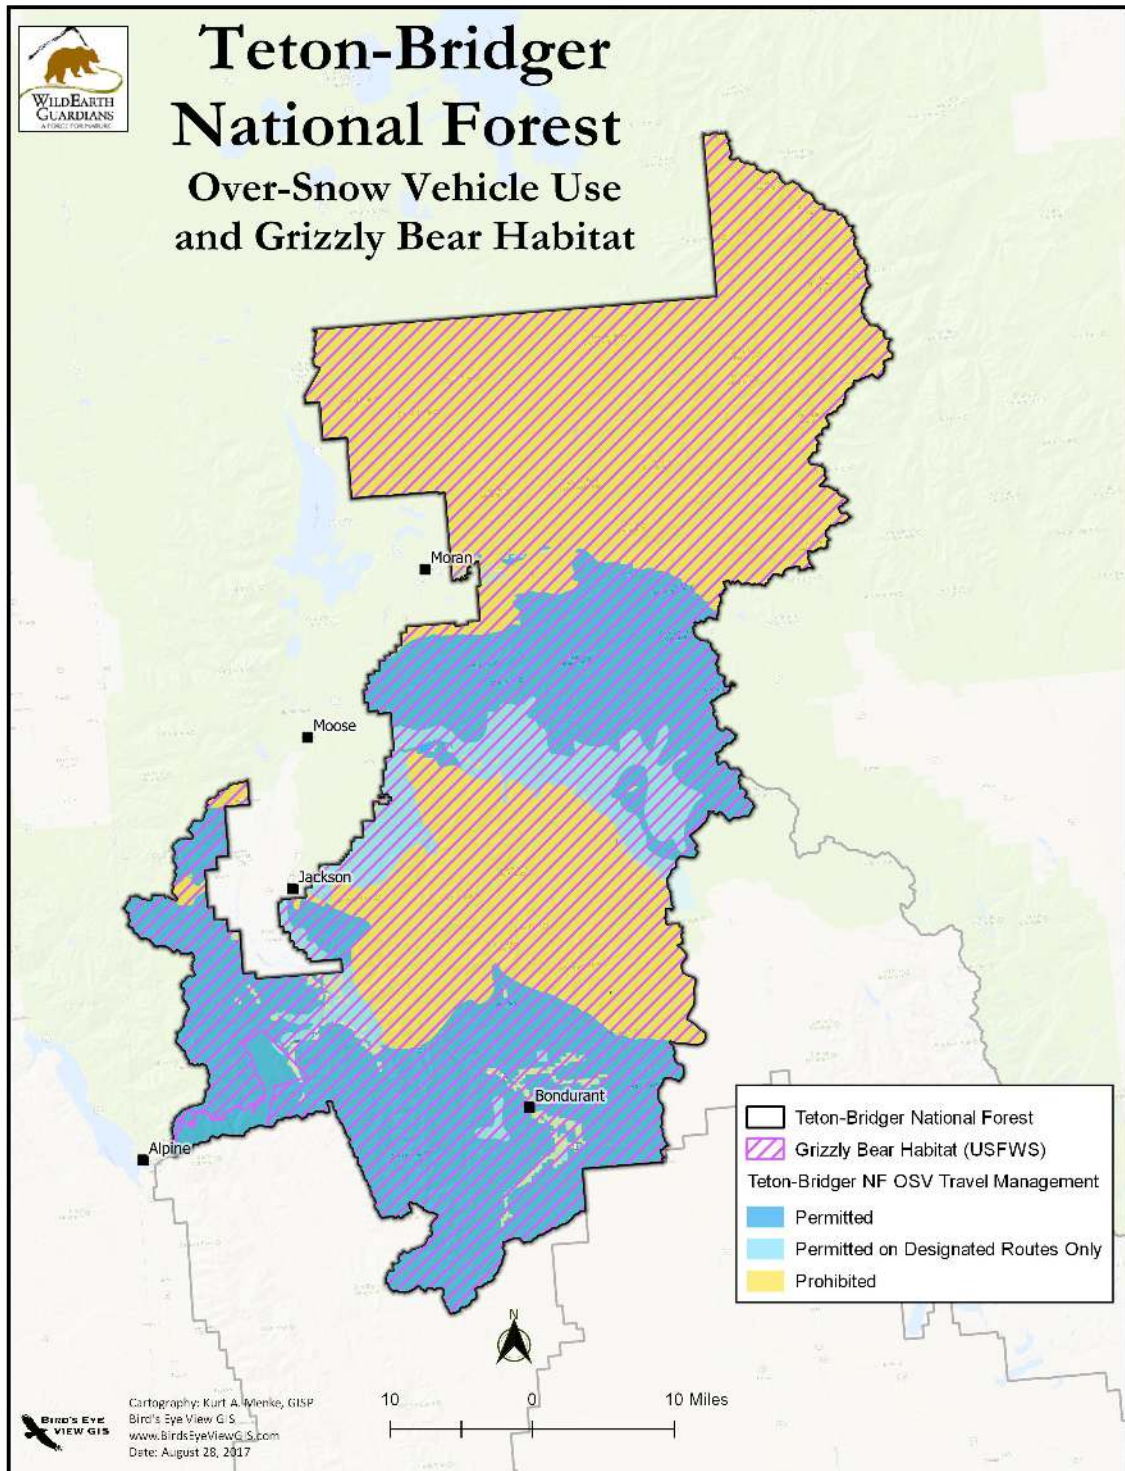 WILDEARTH
GUARDIANS
A FORCE FOR NATURE
Teton-Bridger
National Forest
Over-Snow Vehicle Use
and Grizzly Bear Habitat
Moran
Moose
Jackson
Bondurant
Alpine
Teton-Bridger National Forest
Grizzly Bear Habitat (USFWS)
Teton-Bridger NF OSV Travel Management
Permitted
Permitted on Designated Routes Only
Prohibited
N
10 0 10 Miles
BIRD'S EYE
VIEW GIS
Cartography: Kurt A. Menke, GISP
Bird's Eye View GIS
www.BirdsEyeViewGIS.com
Date: August 28, 2017